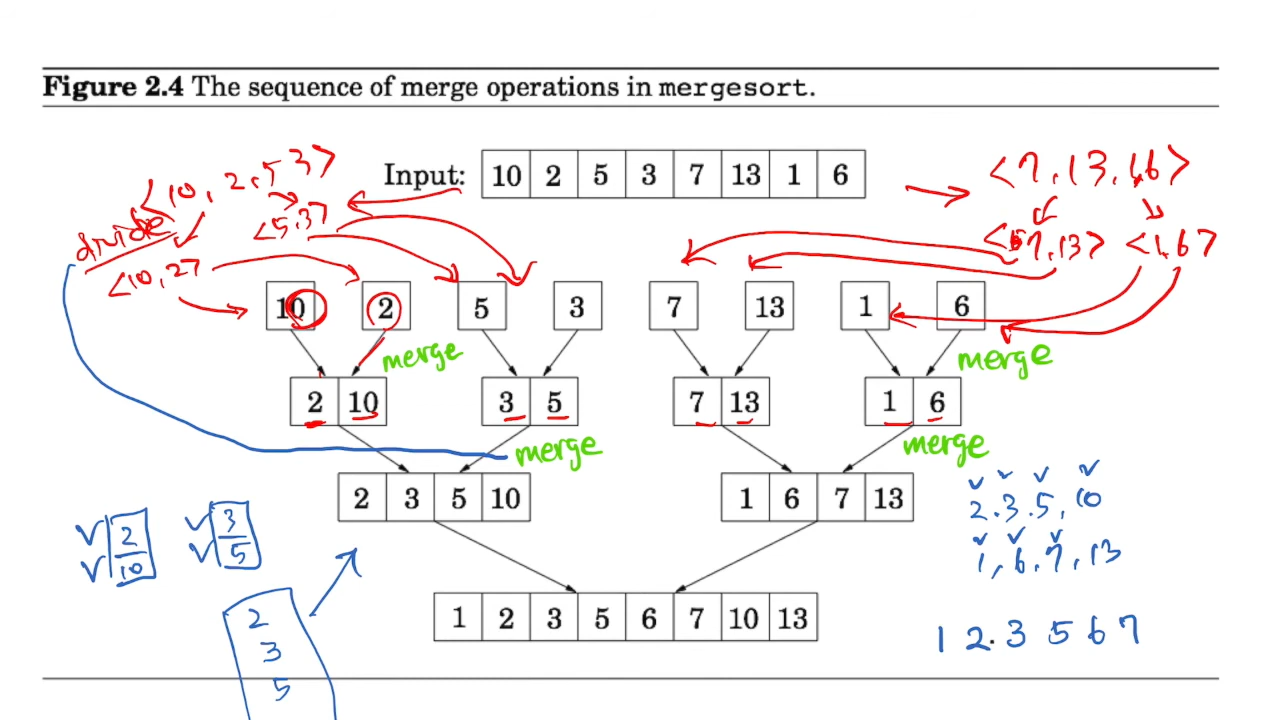 Figure 2.4 The sequence of merge operations in mergesort.
<10, 2, 5 3>
Input: 10 2 5 3 7 13 1 6
<7, 13, 1,6>
divide
<5,3>
<7,13> <1,6>
<10,2>
10 2 5 3 7 13 1 6
merge
merge
2 10 3 5 7 13 1 6
merge
merge
2 3 5 10 1 6 7 13
2 . 3 . 5, 10
2 3
10 5
1, 6, 7, 13
1 2 3 5 6 7 10 13
2
3
5
1 2. 3 5 6 7